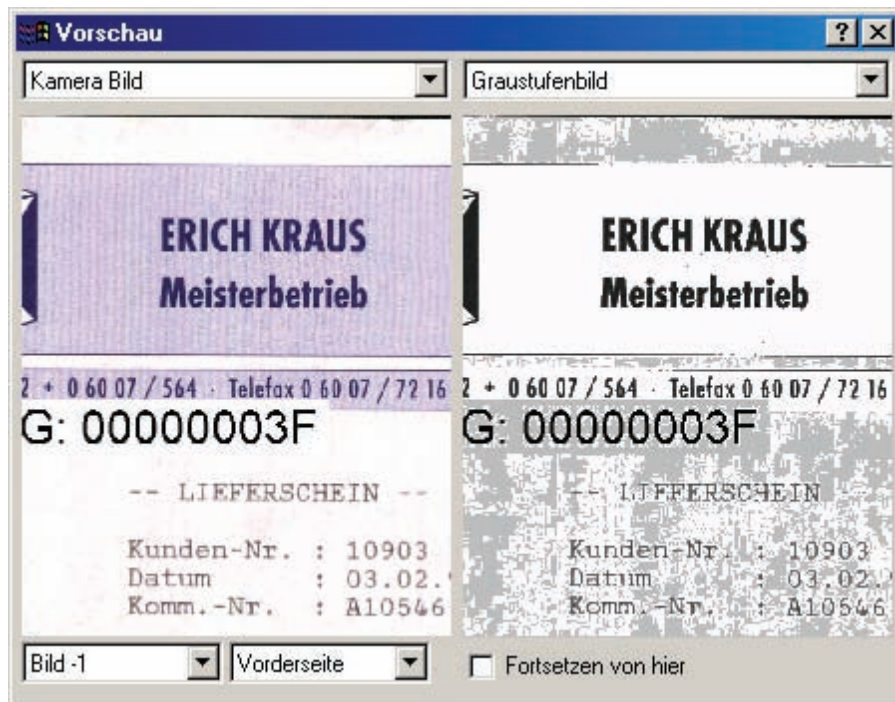 Vorschau
Kamera Bild
Graustufenbild
ERICH KRAUS
Meisterbetrieb
2 + 0 60 07 / 564 · Telefax 0 60 07 / 72 16
G: 00000003F
-- LIEFERSCHEIN --
Kunden-Nr. : 10903
Datum : 03.02.
Komm.-Nr. : A10546
ERICH KRAUS
Meisterbetrieb
2 + 0 60 07 / 564 · Telefax 0 60 07 / 72 16
G: 00000003F
-- LIEFERSCHEIN --
Kunden-Nr. : 10903
Datum : 03.02.
Komm.-Nr. : A10546
Bild -1
Vorderseite
Fortsetzen von hier